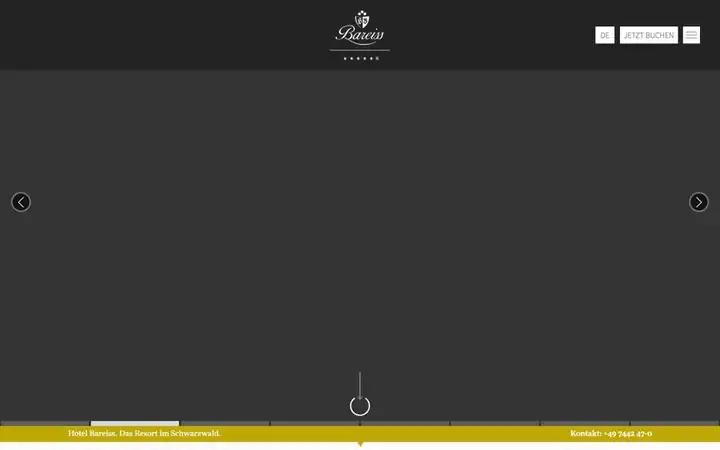 Bareiss
DE
JETZT BUCHEN
Hotel Bareiss. Das Resort im Schwarzwald.
Kontakt: +49 7442 47-0